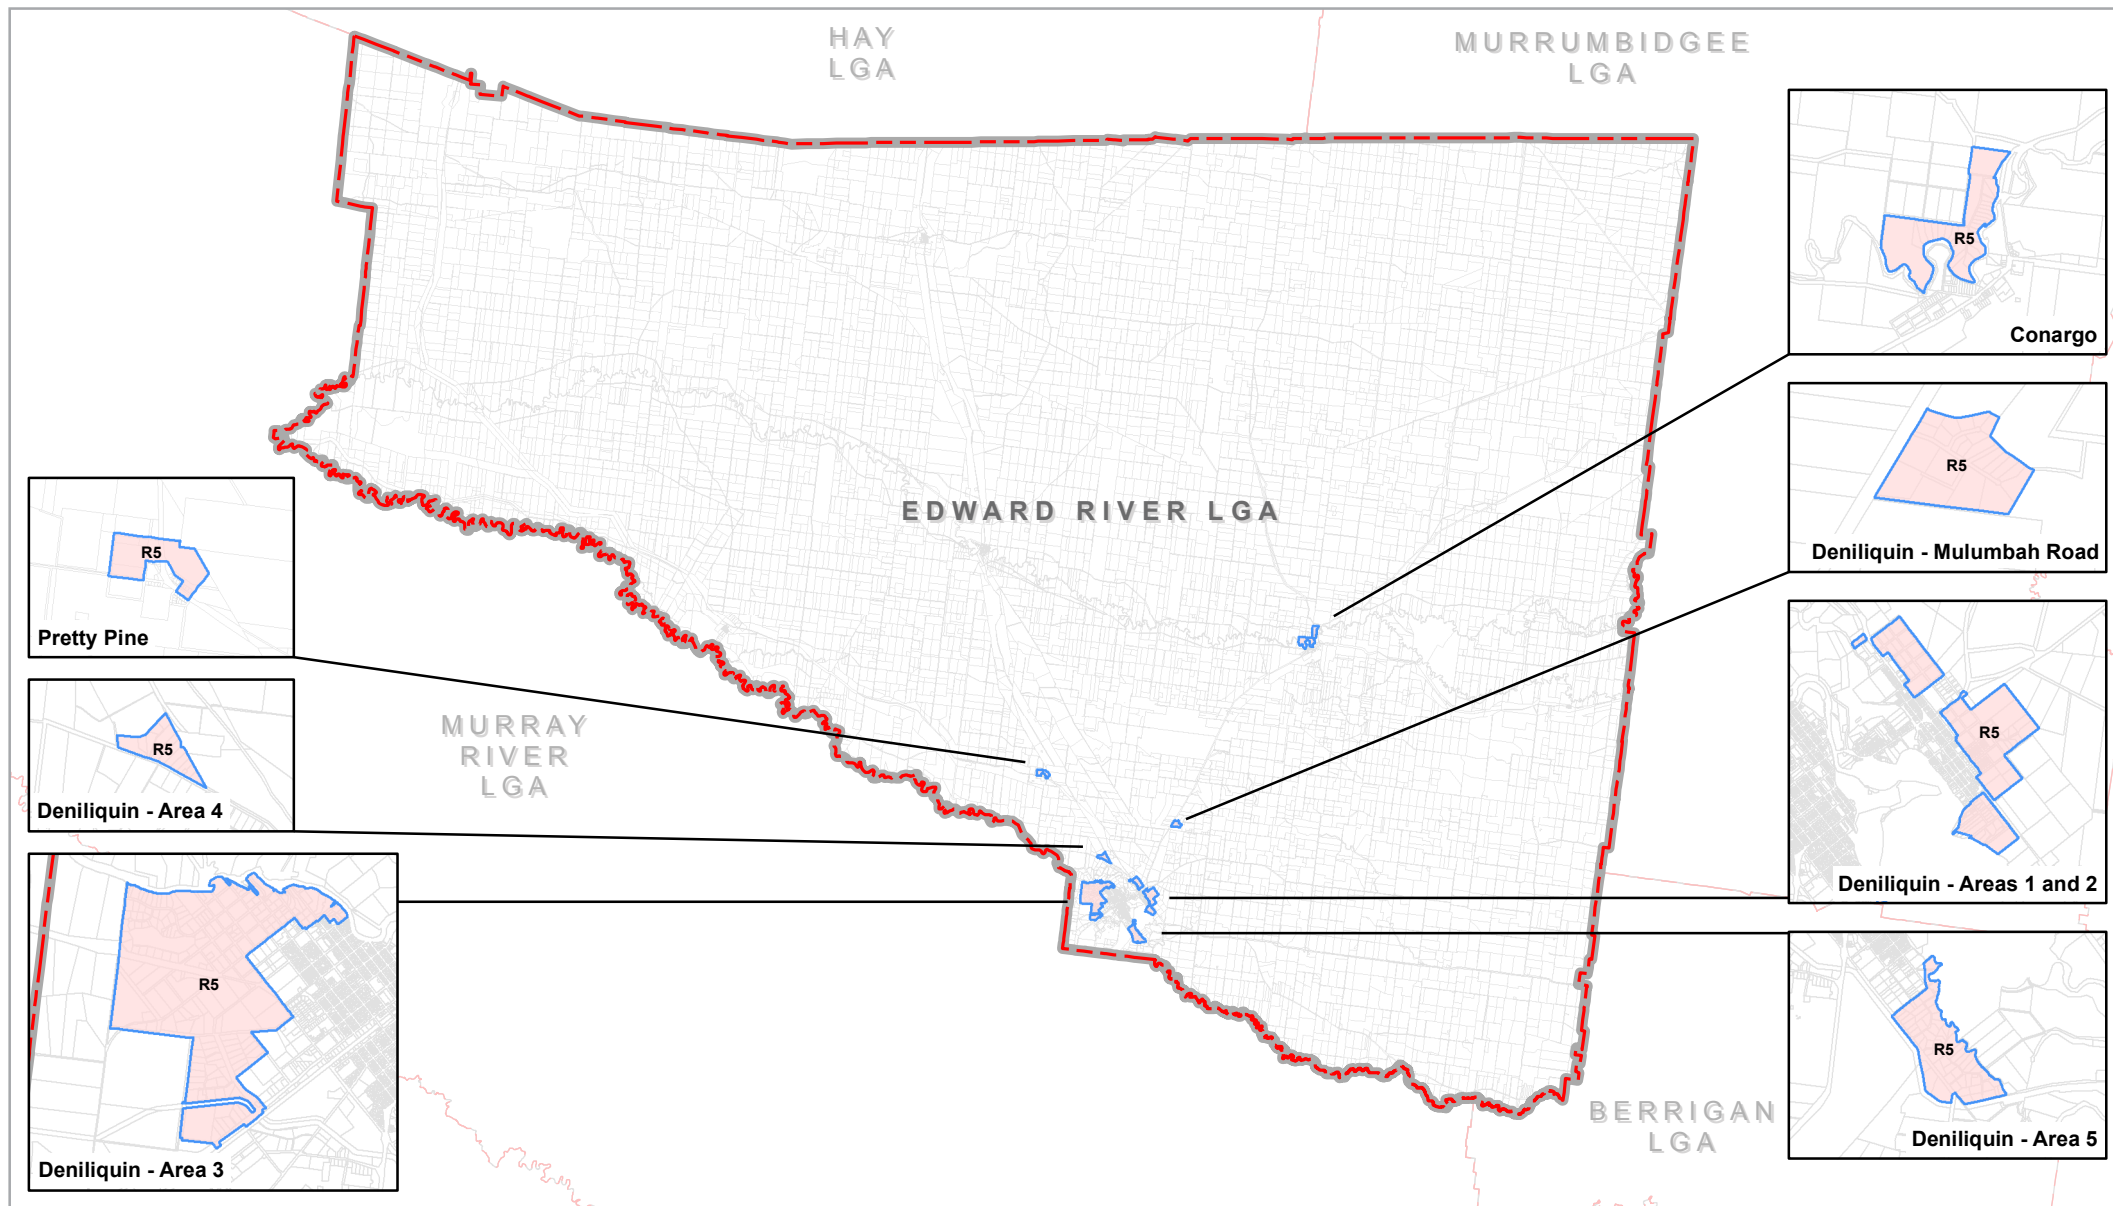 HAY
LGA
MURRUMBIDGEE
LGA
R5
Conargo
R5
Deniliquin - Mulumbah Road
EDWARD RIVER LGA
R5
Pretty Pine
R5
Deniliquin - Areas 1 and 2
MURRAY
RIVER
LGA
R5
Deniliquin - Area 4
R5
Deniliquin - Area 3
R5
Deniliquin - Area 5
BERRIGAN
LGA